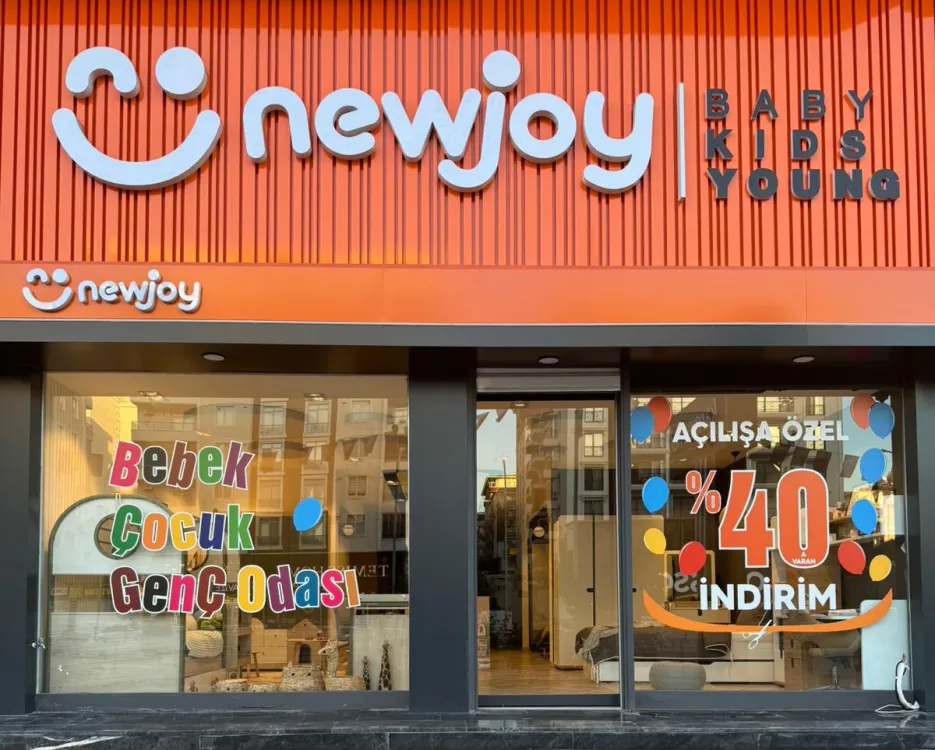 newjoy
BABY
KIDS
YOUNG
newjoy
Bebek
Çocuk
Genç Odası
AÇILIŞA ÖZEL
%40
A
VARAN
İNDİRİM